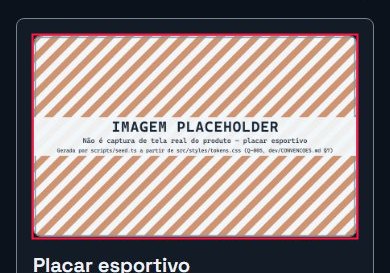 IMAGEM PLACEHOLDER
Não é captura de tela real do produto — placar esportivo
Gerada por scripts/seed.ts a partir de src/styles/tokens.css (Q-005, dev/CONVENCOES.md §7)
Placar esportivo